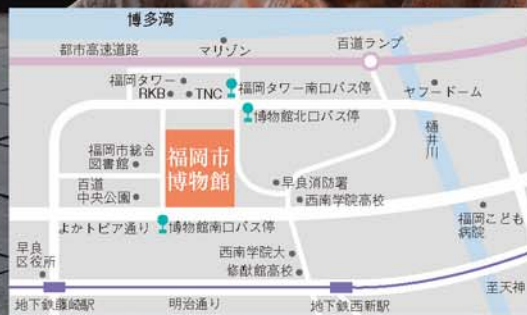 博多湾
都市高速道路
マリゾン
百道ランプ
福岡タワー
RKB
TNC
福岡タワー南口バス停
ヤフードーム
博物館北口バス停
樋井川
福岡市総合
図書館
福岡市
博物館
百道
中央公園
早良消防署
西南学院高校
福岡こども
病院
よかトピア通り
博物館南口バス停
早良
区役所
西南学院大
修猷館高校
至天神
地下鉄藤崎駅
明治通り
地下鉄西新駅